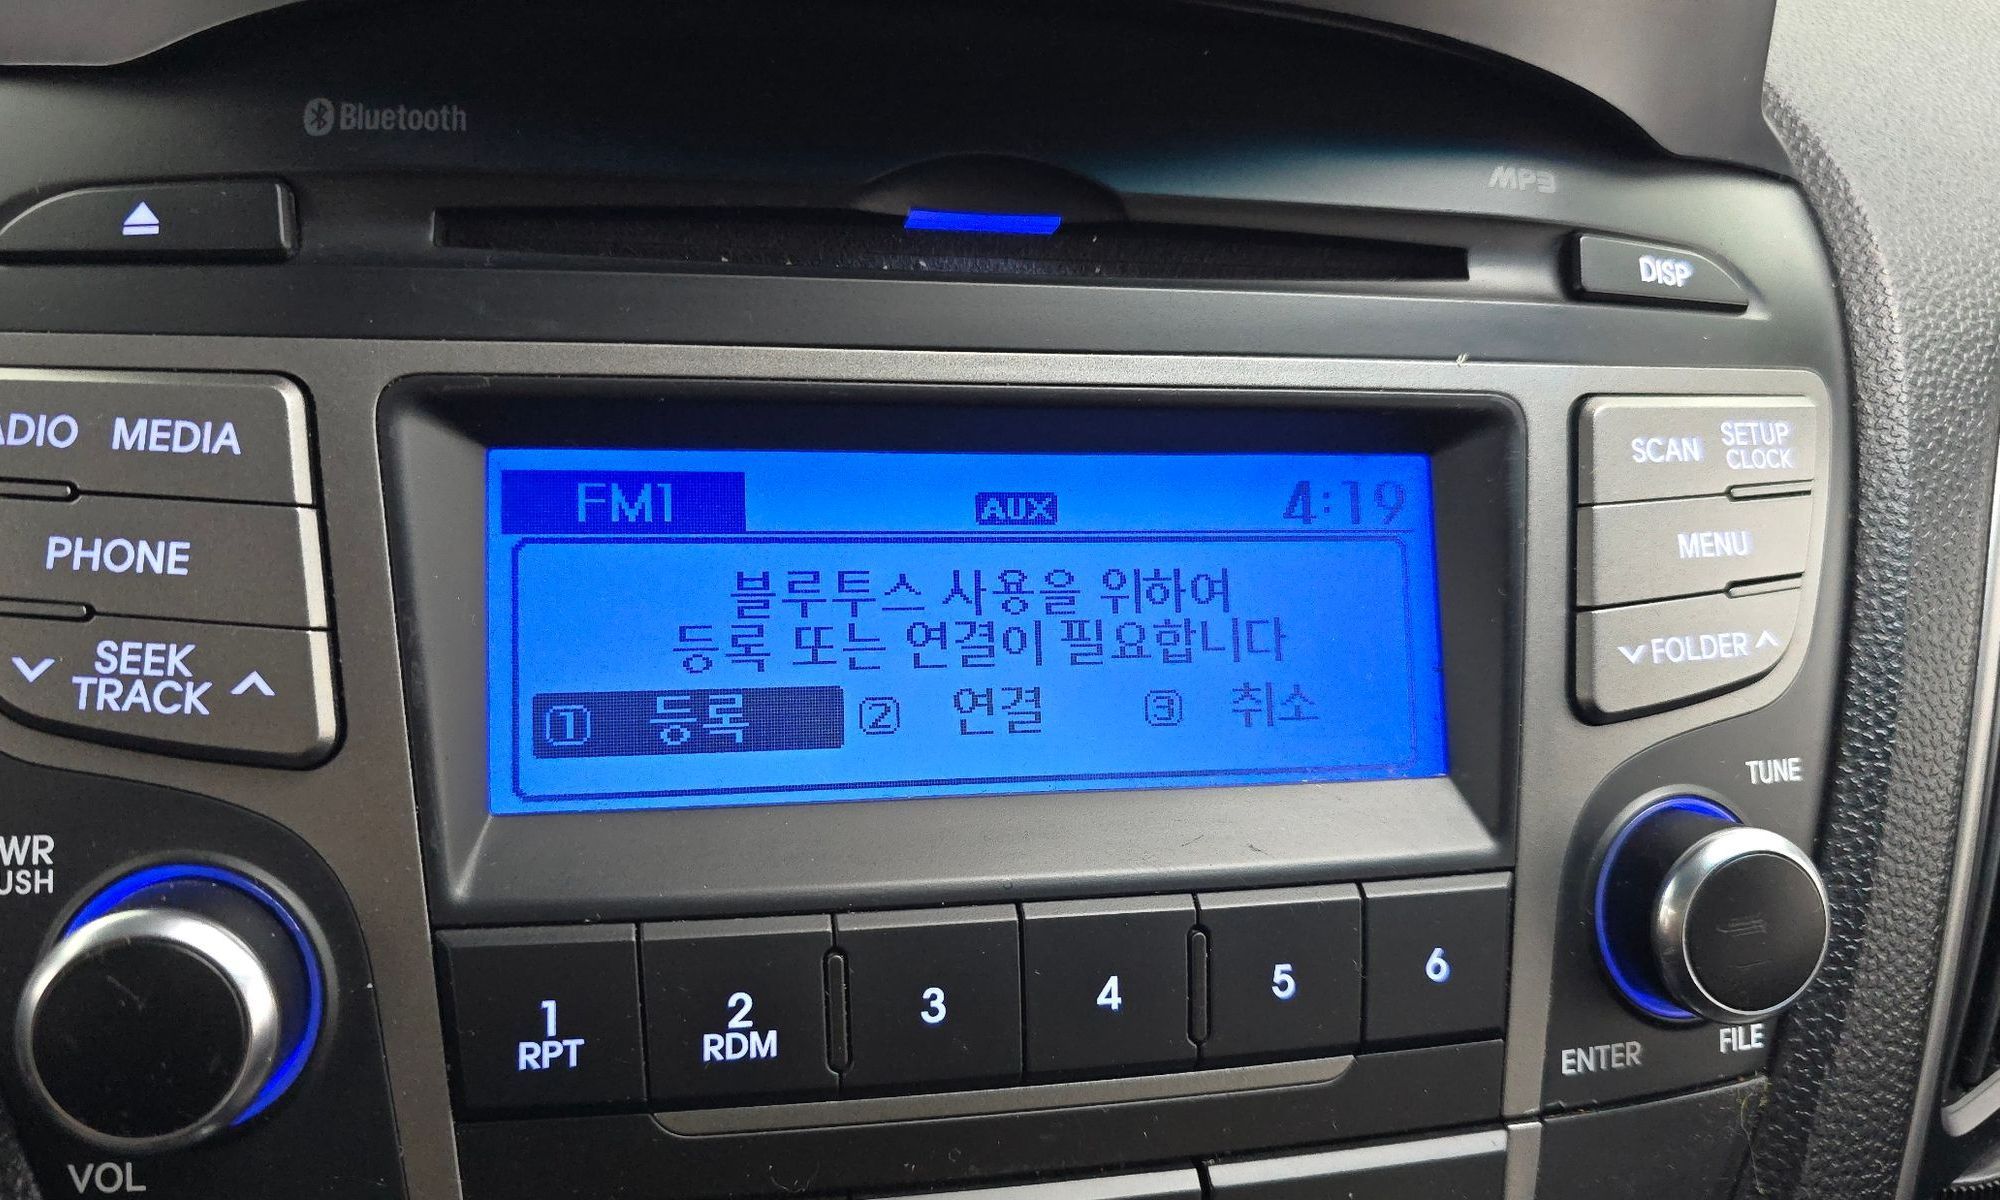 Bluetooth
MP3
DISP
ADIO MEDIA
SCAN SETUP
CLOCK
FM1 AUX 4:19
PHONE
MENU
블루투스 사용을 위하여
등록 또는 연결이 필요합니다
SEEK
TRACK
FOLDER
① 등록 ② 연결 ③ 취소
TUNE
WR
USH
1 2 3 4 5 6
RPT RDM
ENTER FILE
VOL